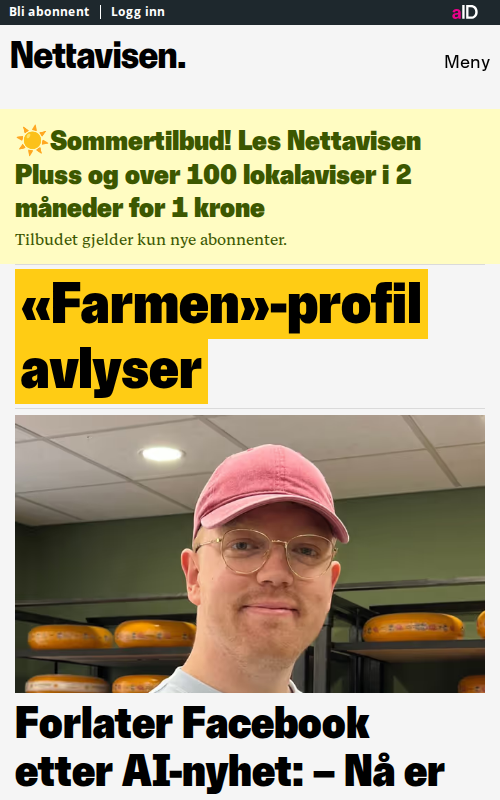 Bli abonnent | Logg inn
aID
Nettavisen.
Meny
☀️Sommertilbud! Les Nettavisen
Pluss og over 100 lokalaviser i 2
måneder for 1 krone
Tilbudet gjelder kun nye abonnenter.
«Farmen»-profil
avlyser
Forlater Facebook
etter AI-nyhet: – Nå er